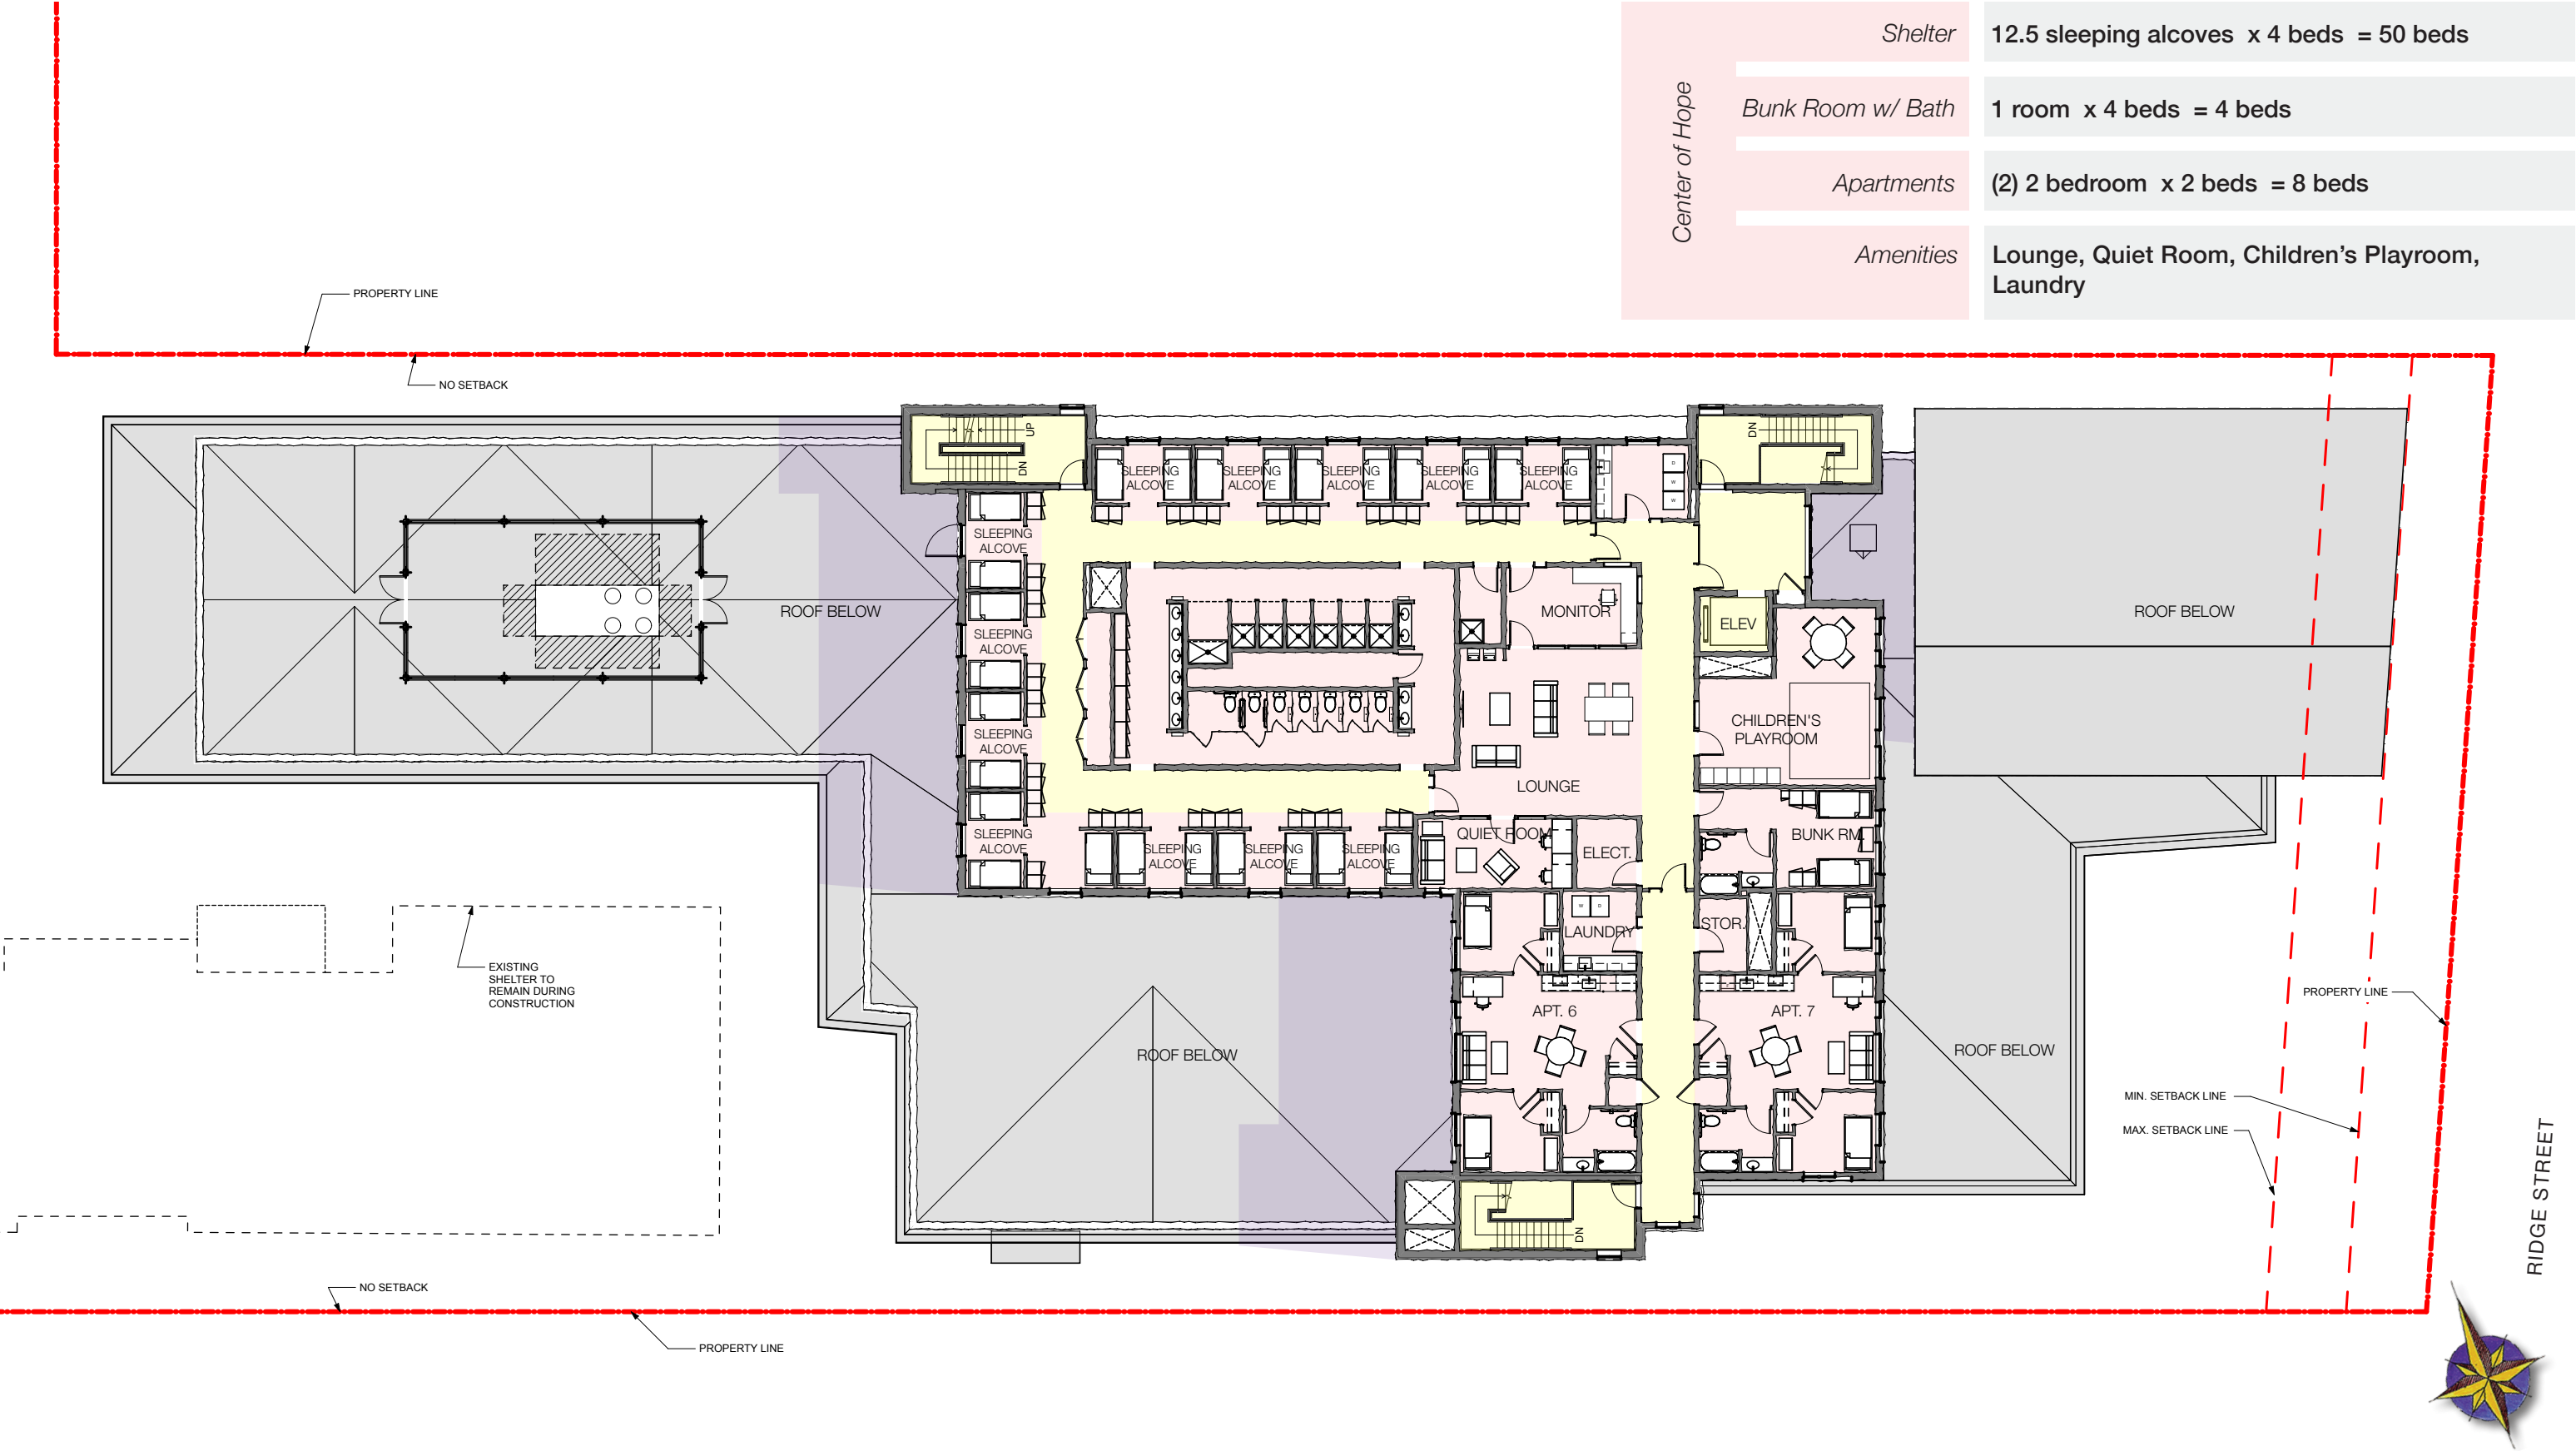 Center of Hope
Shelter
12.5 sleeping alcoves x 4 beds = 50 beds
Bunk Room w/ Bath
1 room x 4 beds = 4 beds
Apartments
(2) 2 bedroom x 2 beds = 8 beds
Amenities
Lounge, Quiet Room, Children’s Playroom,
Laundry
PROPERTY LINE
NO SETBACK
UP
DN
DN
SLEEPING
ALCOVE
SLEEPING
ALCOVE
SLEEPING
ALCOVE
SLEEPING
ALCOVE
SLEEPING
ALCOVE
D
W
W
SLEEPING
ALCOVE
SLEEPING
ALCOVE
SLEEPING
ALCOVE
SLEEPING
ALCOVE
SLEEPING
ALCOVE
SLEEPING
ALCOVE
SLEEPING
ALCOVE
ROOF BELOW
MONITOR
ELEV
ROOF BELOW
CHILDREN'S
PLAYROOM
LOUNGE
QUIET ROOM
ELECT.
BUNK RM.
W
D
LAUNDRY
STOR.
EXISTING
SHELTER TO
REMAIN DURING
CONSTRUCTION
APT. 6
APT. 7
ROOF BELOW
ROOF BELOW
PROPERTY LINE
MIN. SETBACK LINE
MAX. SETBACK LINE
RIDGE STREET
DN
NO SETBACK
PROPERTY LINE